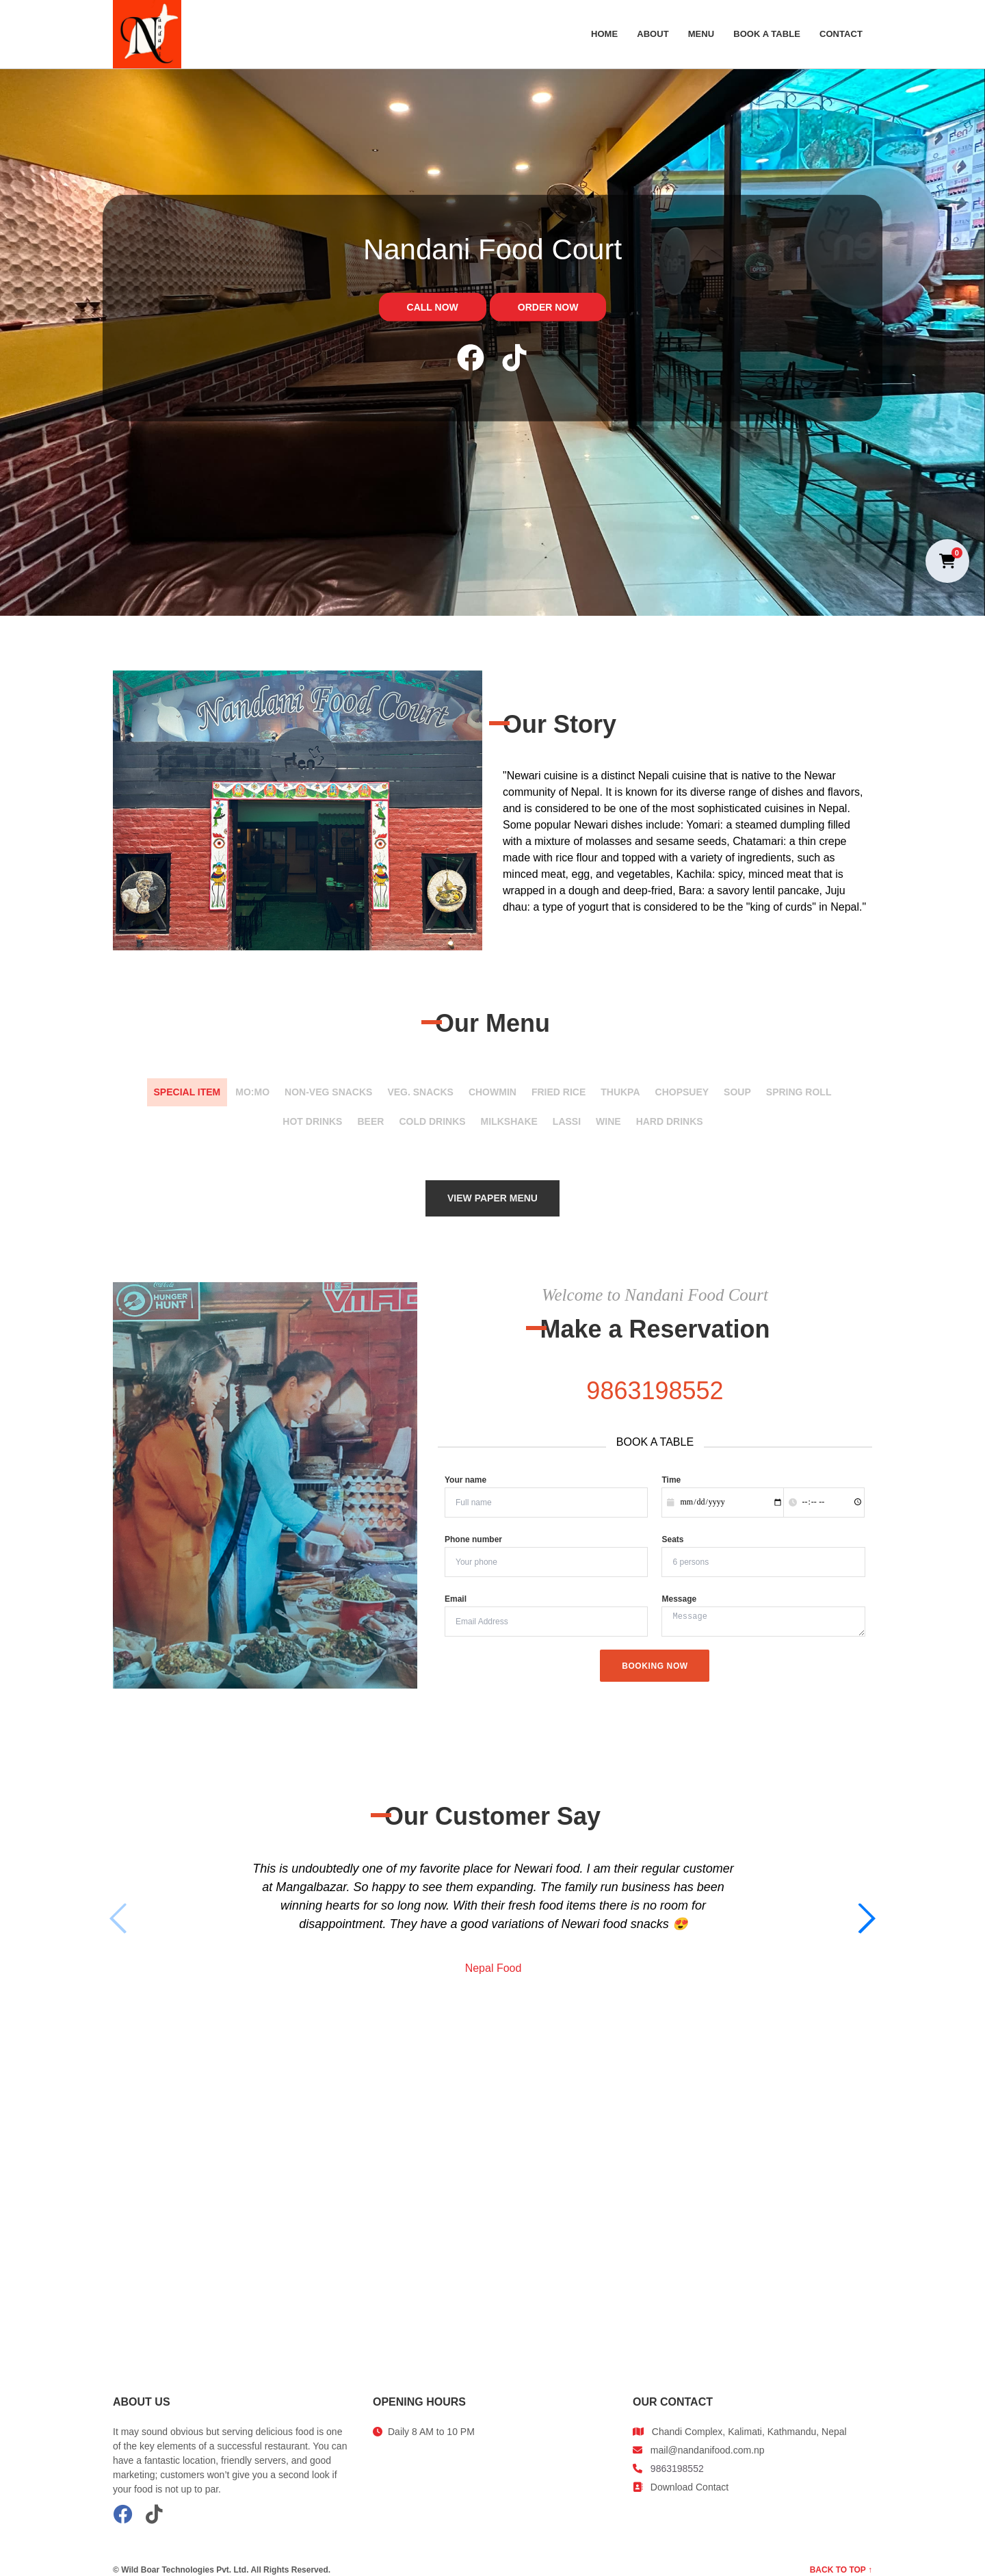 N
HOME ABOUT MENU BOOK A TABLE CONTACT
Nandani Food Court
CALL NOW ORDER NOW
0
Nandani Food Court
Our Story
"Newari cuisine is a distinct Nepali cuisine that is native to the Newar
community of Nepal. It is known for its diverse range of dishes and flavors,
and is considered to be one of the most sophisticated cuisines in Nepal.
Some popular Newari dishes include: Yomari: a steamed dumpling filled
with a mixture of molasses and sesame seeds, Chatamari: a thin crepe
made with rice flour and topped with a variety of ingredients, such as
minced meat, egg, and vegetables, Kachila: spicy, minced meat that is
wrapped in a dough and deep-fried, Bara: a savory lentil pancake, Juju
dhau: a type of yogurt that is considered to be the "king of curds" in Nepal."
Our Menu
SPECIAL ITEM MO:MO NON-VEG SNACKS VEG. SNACKS CHOWMIN FRIED RICE THUKPA CHOPSUEY SOUP SPRING ROLL
HOT DRINKS BEER COLD DRINKS MILKSHAKE LASSI WINE HARD DRINKS
VIEW PAPER MENU
HUNGER
HUNT
Welcome to Nandani Food Court
Make a Reservation
9863198552
BOOK A TABLE
Your name Time
Full name mm/dd/yyyy --:-- --
Phone number Seats
Your phone 6 persons
Email Message
Email Address Message
BOOKING NOW
Our Customer Say
This is undoubtedly one of my favorite place for Newari food. I am their regular customer
at Mangalbazar. So happy to see them expanding. The family run business has been
winning hearts for so long now. With their fresh food items there is no room for
disappointment. They have a good variations of Newari food snacks 😍
Nepal Food
ABOUT US
It may sound obvious but serving delicious food is one
of the key elements of a successful restaurant. You can
have a fantastic location, friendly servers, and good
marketing; customers won't give you a second look if
your food is not up to par.
OPENING HOURS
Daily 8 AM to 10 PM
OUR CONTACT
Chandi Complex, Kalimati, Kathmandu, Nepal
mail@nandanifood.com.np
9863198552
Download Contact
© Wild Boar Technologies Pvt. Ltd. All Rights Reserved.
BACK TO TOP ↑